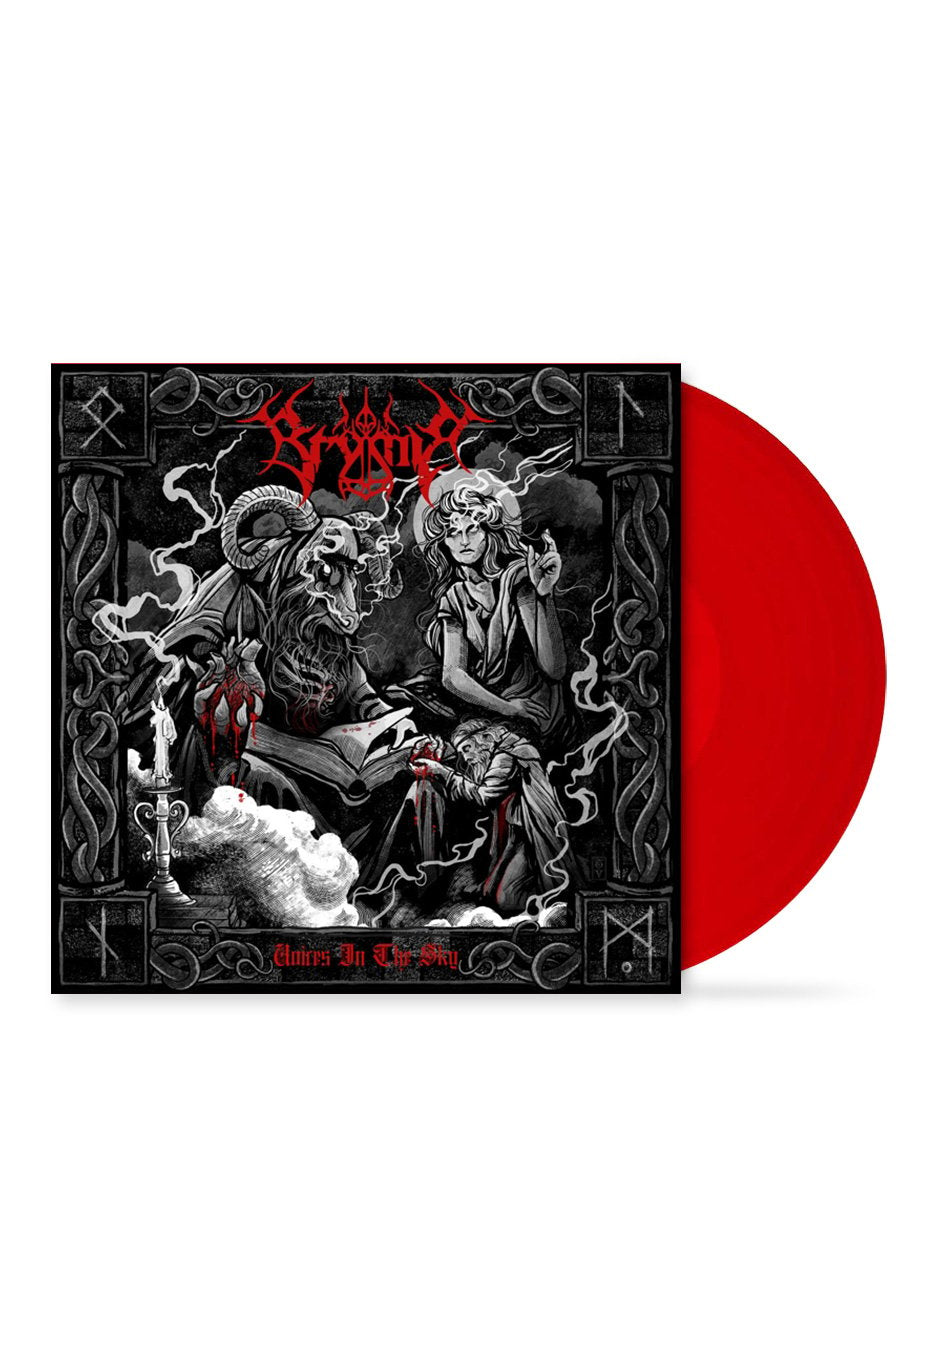 ᛟ
Brymir
ᛚ
ᚾ
Voices In The Sky
ᛗ